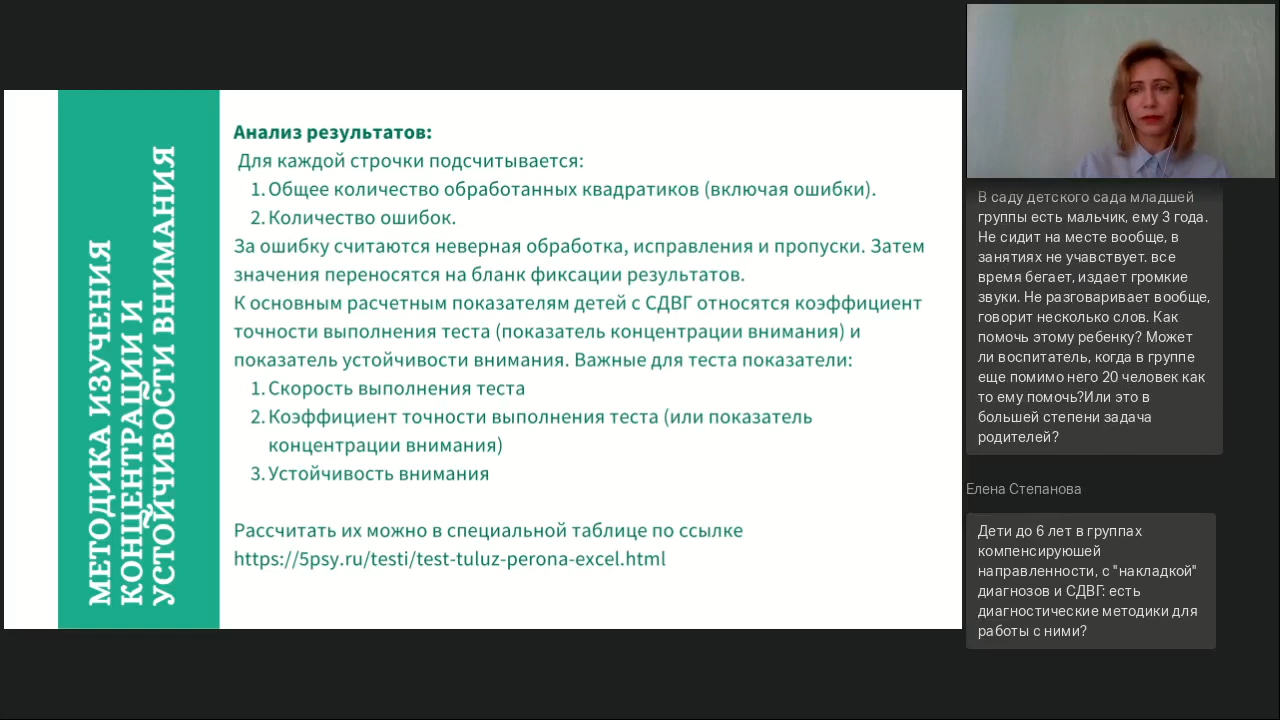 МЕТОДИКА ИЗУЧЕНИЯ
КОНЦЕНТРАЦИИ И
УСТОЙЧИВОСТИ ВНИМАНИЯ
Анализ результатов:
Для каждой строчки подсчитывается:
1. Общее количество обработанных квадратиков (включая ошибки).
2. Количество ошибок.
За ошибку считаются неверная обработка, исправления и пропуски. Затем
значения переносятся на бланк фиксации результатов.
К основным расчетным показателям детей с СДВГ относятся коэффициент
точности выполнения теста (показатель концентрации внимания) и
показатель устойчивости внимания. Важные для теста показатели:
1. Скорость выполнения теста
2. Коэффициент точности выполнения теста (или показатель
концентрации внимания)
3. Устойчивость внимания
Рассчитать их можно в специальной таблице по ссылке
https://5psy.ru/testi/test-tuluz-perona-excel.html
В саду детского сада младшей
группы есть мальчик, ему 3 года.
Не сидит на месте вообще, в
занятиях не учавствует. все
время бегает, издает громкие
звуки. Не разговаривает вообще,
говорит несколько слов. Как
помочь этому ребенку? Может
ли воспитатель, когда в группе
еще помимо него 20 человек как
то ему помочь?Или это в
большей степени задача
родителей?
Елена Степанова
Дети до 6 лет в группах
компенсируюшей
направленности, с "накладкой"
диагнозов и СДВГ: есть
диагностические методики для
работы с ними?